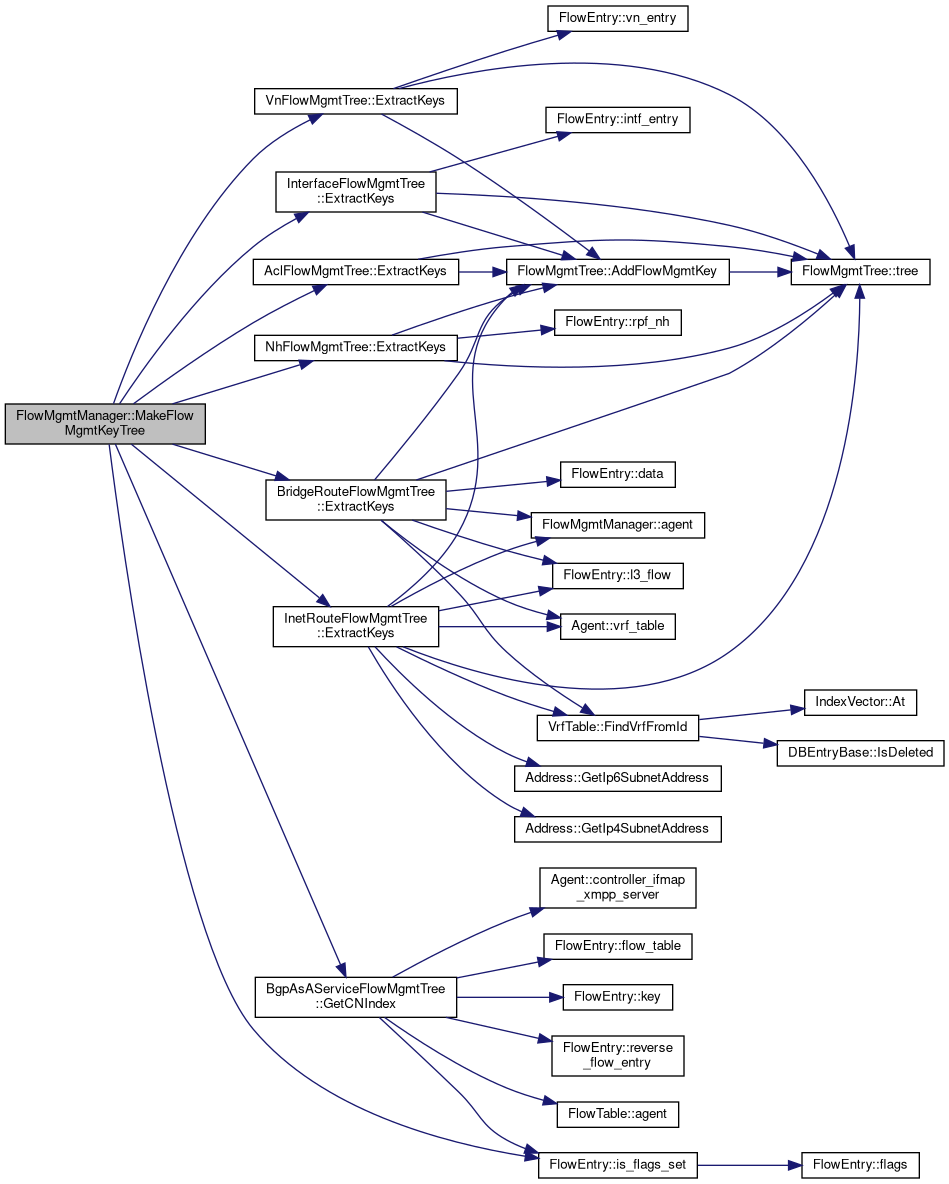 FlowEntry::vn_entry
VnFlowMgmtTree::ExtractKeys
FlowEntry::intf_entry
InterfaceFlowMgmtTree
::ExtractKeys
AclFlowMgmtTree::ExtractKeys
FlowMgmtTree::AddFlowMgmtKey
FlowMgmtTree::tree
FlowEntry::rpf_nh
NhFlowMgmtTree::ExtractKeys
FlowMgmtManager::MakeFlow
MgmtKeyTree
FlowEntry::data
BridgeRouteFlowMgmtTree
::ExtractKeys
FlowMgmtManager::agent
FlowEntry::l3_flow
InetRouteFlowMgmtTree
::ExtractKeys
Agent::vrf_table
IndexVector::At
VrfTable::FindVrfFromId
DBEntryBase::IsDeleted
Address::GetIp6SubnetAddress
Address::GetIp4SubnetAddress
Agent::controller_ifmap
_xmpp_server
FlowEntry::flow_table
BgpAsAServiceFlowMgmtTree
::GetCNIndex
FlowEntry::key
FlowEntry::reverse
_flow_entry
FlowTable::agent
FlowEntry::is_flags_set
FlowEntry::flags